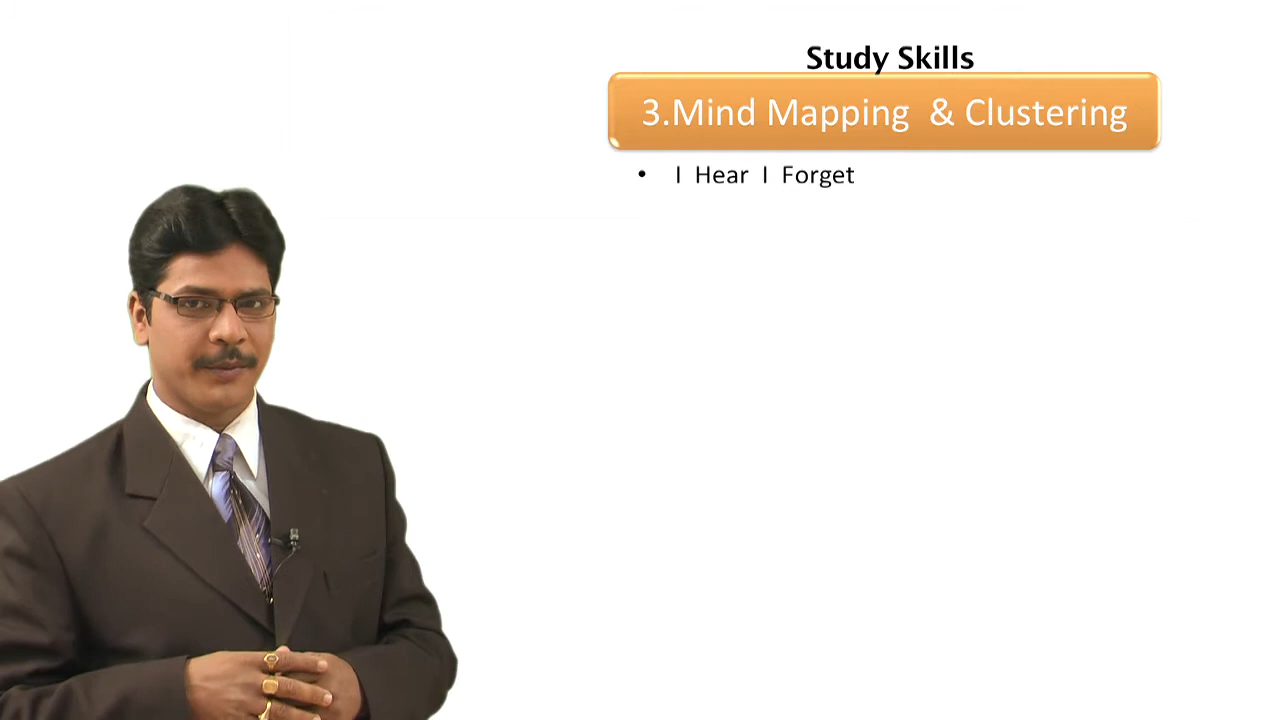 Study Skills
3.Mind Mapping & Clustering
• I Hear I Forget